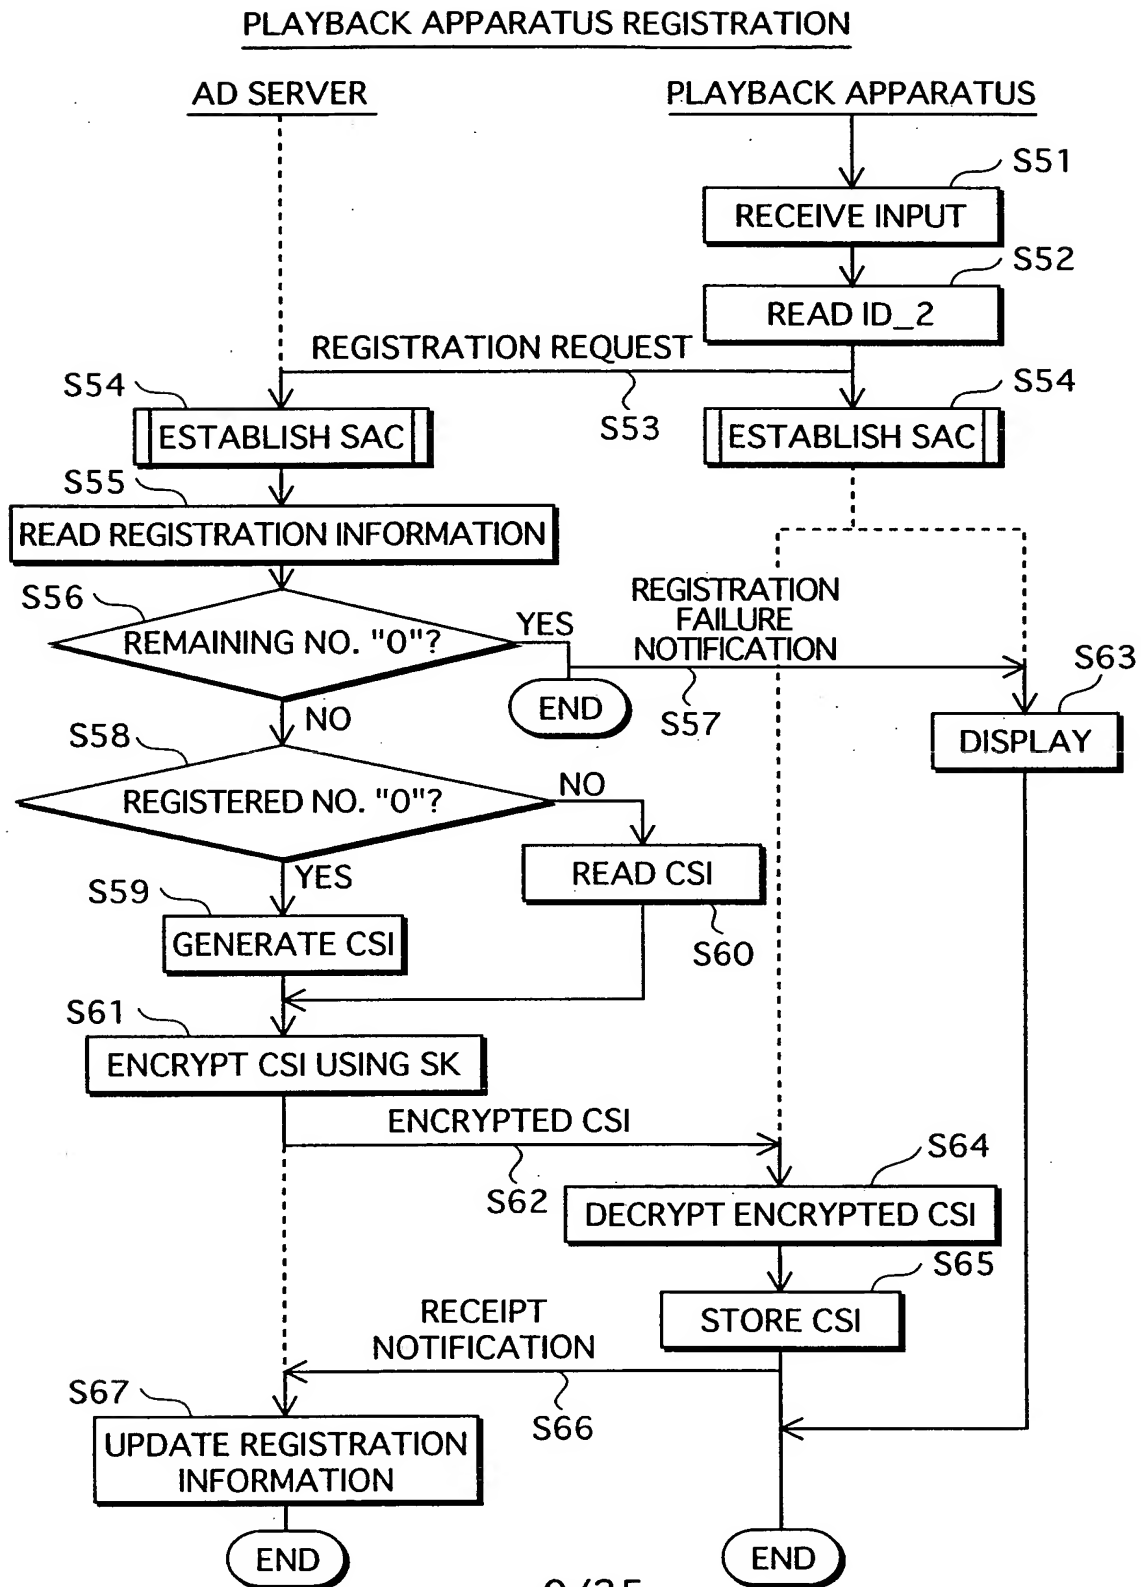 PLAYBACK APPARATUS REGISTRATION
AD SERVER
PLAYBACK APPARATUS
S51
RECEIVE INPUT
S52
READ ID_2
REGISTRATION REQUEST
S53
S54
ESTABLISH SAC
S54
ESTABLISH SAC
S55
READ REGISTRATION INFORMATION
S56
REMAINING NO. "0"?
YES
REGISTRATION
FAILURE
NOTIFICATION
S57
END
S63
DISPLAY
NO
S58
REGISTERED NO. "0"?
NO
READ CSI
S60
YES
S59
GENERATE CSI
S61
ENCRYPT CSI USING SK
ENCRYPTED CSI
S62
S64
DECRYPT ENCRYPTED CSI
S65
STORE CSI
RECEIPT
NOTIFICATION
S66
S67
UPDATE REGISTRATION
INFORMATION
END
END